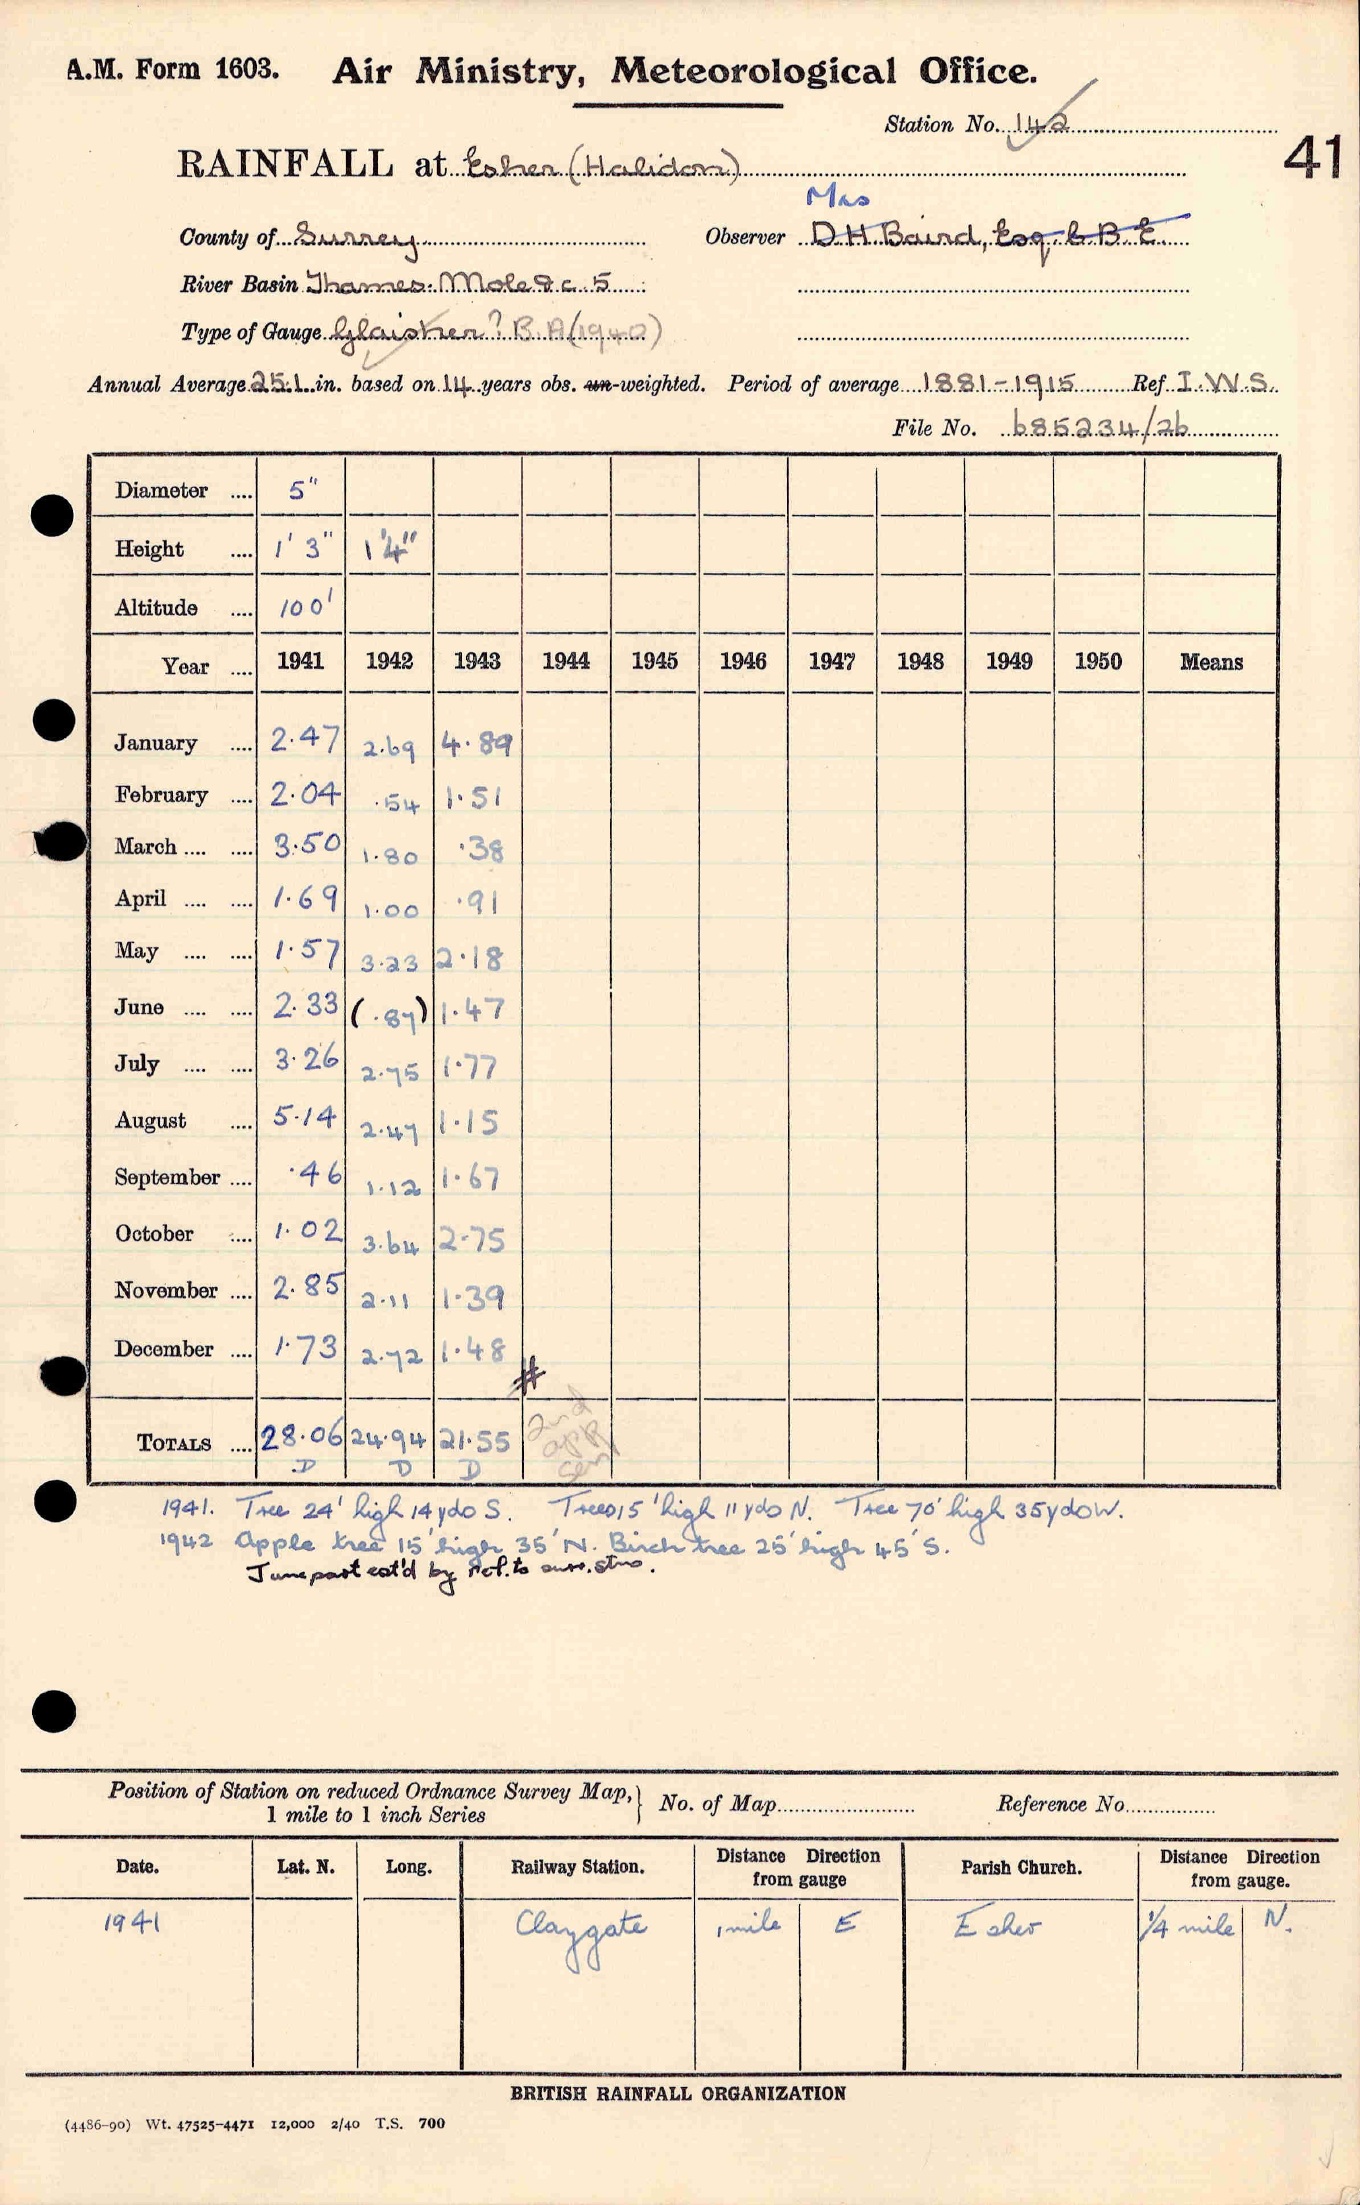 A.M. Form 1603. Air Ministry, Meteorological Office.
Station No. 142
41
RAINFALL at Esher (Halidon)
Mrs
County of Surrey Observer D.H. Baird, Esq. C.B.E.
River Basin Thames. Mole &c. 5
Type of Gauge Glaisher? B.A (1940)
Annual Average 25.1 in. based on 14 years obs. un-weighted. Period of average 1881-1915 Ref. I.W.S.
File No. 685234/26
Diameter .... 5"
Height .... 1' 3" 1'4"
Altitude .... 100'
Year .... 1941 1942 1943 1944 1945 1946 1947 1948 1949 1950 Means
January .... 2.47 2.69 4.89
February .... 2.04 .54 1.51
March .... .... 3.50 1.80 .38
April .... .... 1.69 1.00 .91
May .... .... 1.57 3.23 2.18
June .... .... 2.33 (.87) 1.47
July .... .... 3.26 2.75 1.77
August .... 5.14 2.47 1.15
September .... .46 1.12 1.67
October .... 1.02 3.64 2.75
November .... 2.85 2.11 1.39
December .... 1.73 2.72 1.48
#
TOTALS .... 28.06 24.94 21.55
D D D
2nd
app
sent
1941. Tree 24' high 14 yds S. Trees 15' high 11 yds N. Tree 70' high 35 yds W.
1942 Apple tree 15' high 35' N. Birch tree 25' high 45' S.
June part est'd by ref. to surr. stns.
Position of Station on reduced Ordnance Survey Map, } No. of Map Reference No.
1 mile to 1 inch Series
Date. Lat. N. Long. Railway Station. Distance Direction from gauge Parish Church. Distance Direction from gauge.
1941 Claygate 1 mile E Esher 1/4 mile N.
BRITISH RAINFALL ORGANIZATION
(4486-90) Wt. 47525-4471 12,000 2/40 T.S. 700